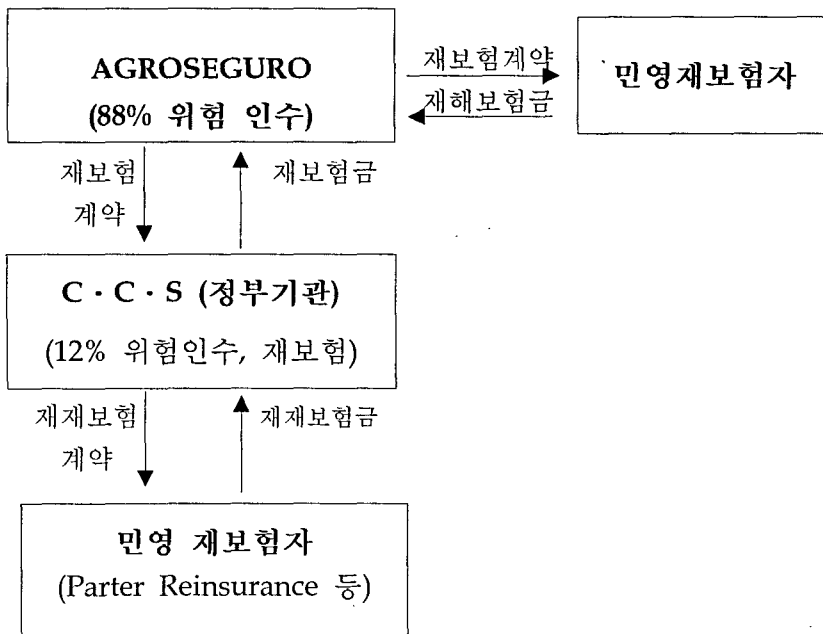 AGROSEGURO
(88% 위험 인수)
재보험계약
재해보험금
민영재보험자
재보험
계약
재보험금
C·C·S (정부기관)
(12% 위험인수, 재보험)
재재보험
계약
재재보험금
민영 재보험자
(Parter Reinsurance 등)